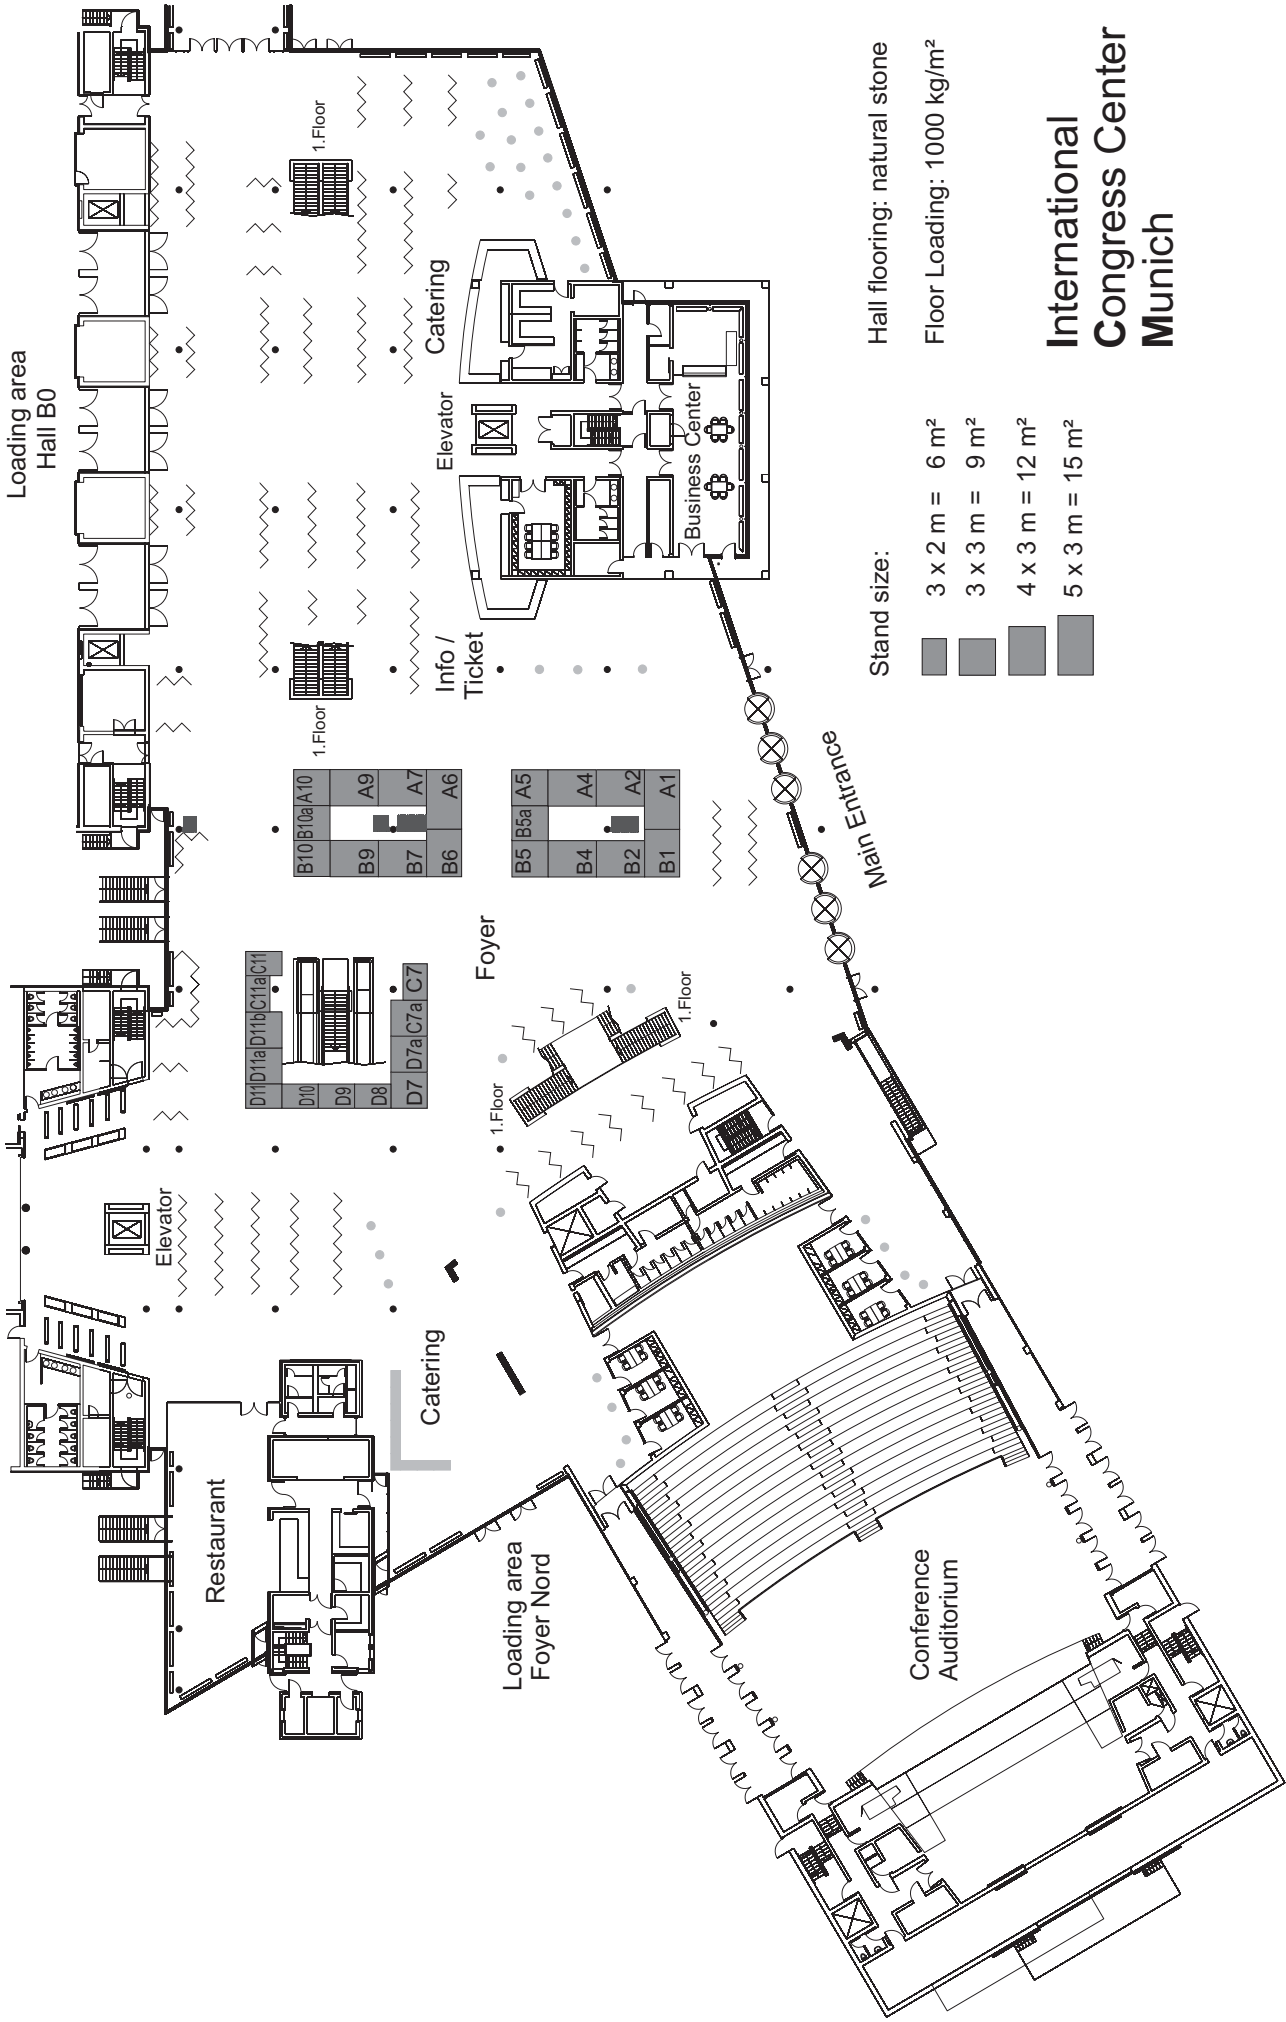 Loading area
Hall B0
1.Floor
Catering
Elevator
Business Center
Info /
Ticket
1.Floor
A10
A9
A7
A6
B10a
B10
B9
B7
B6
A5
A4
A2
A1
B5a
B5
B4
B2
B1
Main Entrance
Foyer
C11
C11a
D11b
D11a
D11
D10
D9
D8
D7
D7a
C7a
C7
1.Floor
1.Floor
Elevator
Catering
Restaurant
Loading area
Foyer Nord
Conference
Auditorium
Hall flooring: natural stone
Floor Loading: 1000 kg/m²
International
Congress Center
Munich
Stand size:
3 x 2 m = 6 m²
3 x 3 m = 9 m²
4 x 3 m = 12 m²
5 x 3 m = 15 m²